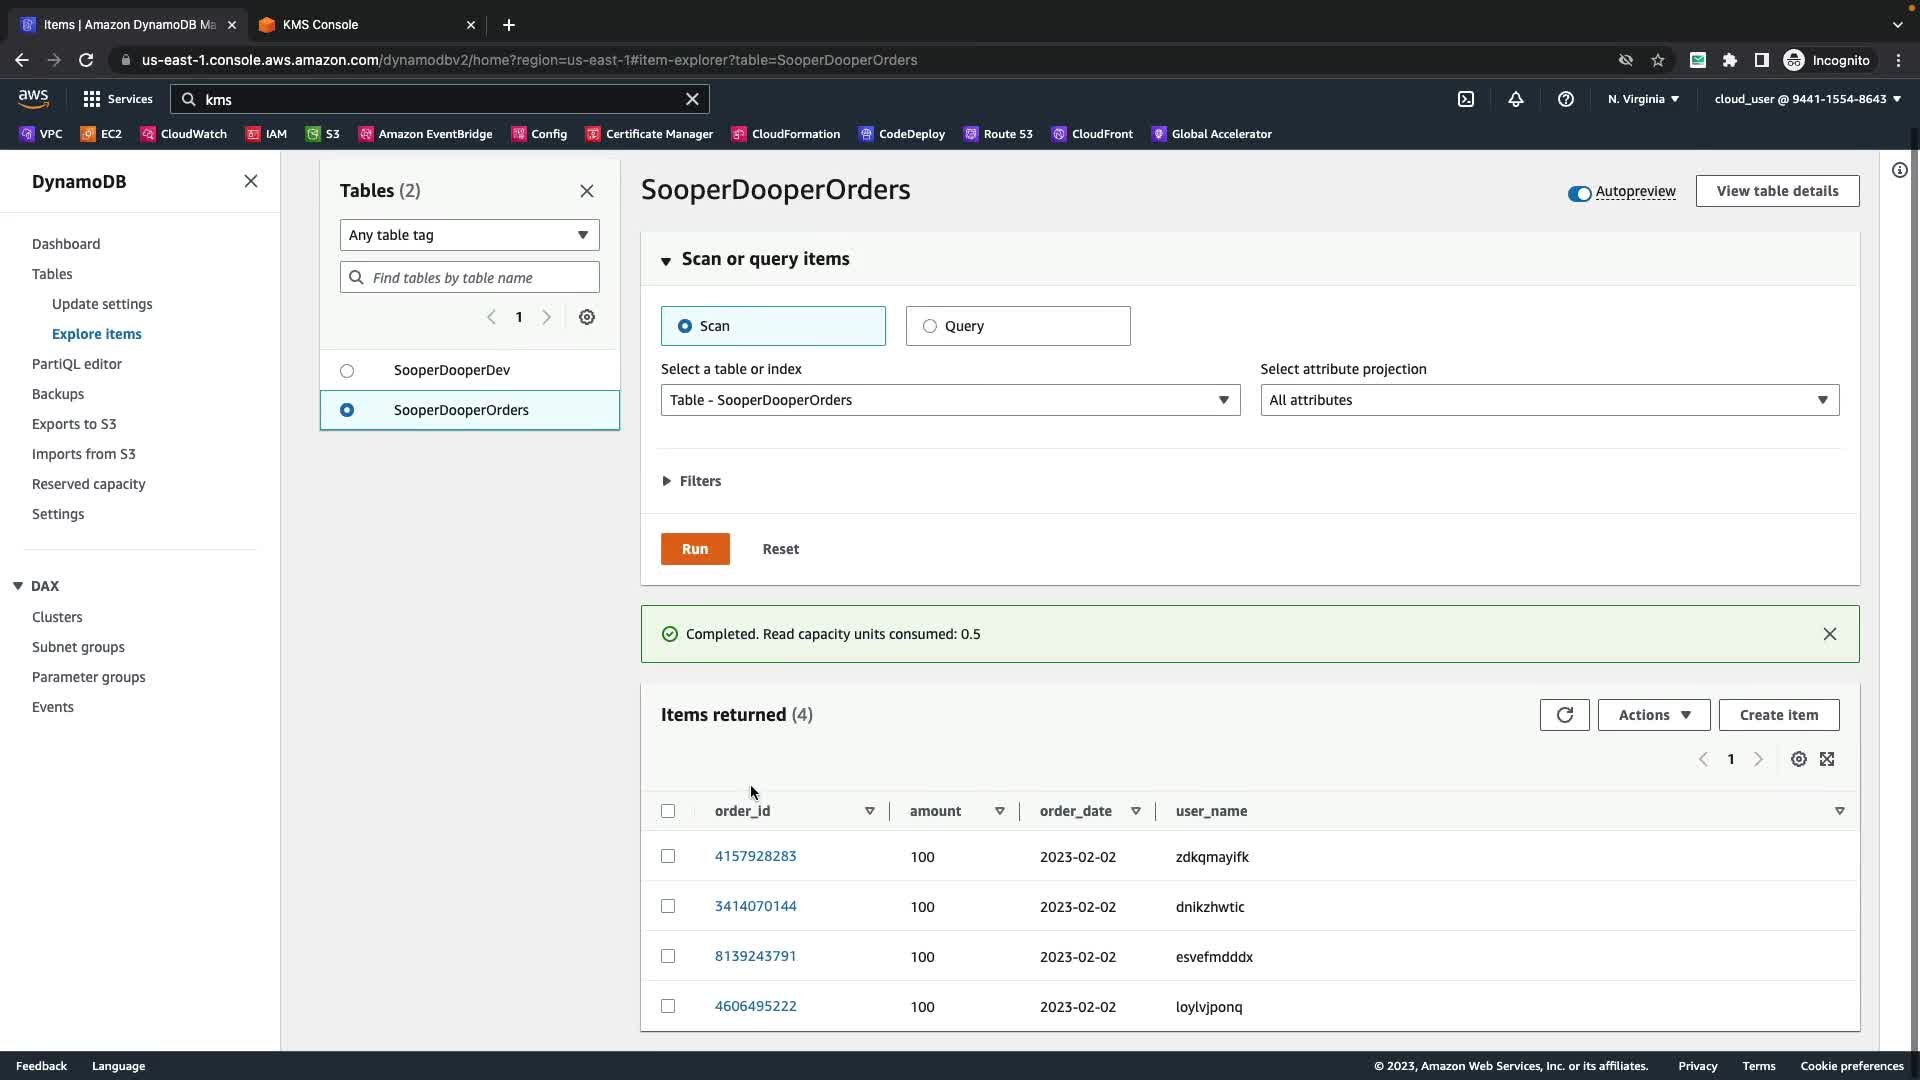 Items | Amazon DynamoDB Ma
KMS Console
us-east-1.console.aws.amazon.com/dynamodbv2/home?region=us-east-1#item-explorer?table=SooperDooperOrders
Incognito
aws
Services
kms
N. Virginia
cloud_user @ 9441-1554-8643
VPC
EC2
CloudWatch
IAM
S3
Amazon EventBridge
Config
Certificate Manager
CloudFormation
CodeDeploy
Route 53
CloudFront
Global Accelerator
DynamoDB
Dashboard
Tables
Update settings
Explore items
PartiQL editor
Backups
Exports to S3
Imports from S3
Reserved capacity
Settings
DAX
Clusters
Subnet groups
Parameter groups
Events
Tables (2)
Any table tag
Find tables by table name
1
SooperDooperDev
SooperDooperOrders
SooperDooperOrders
Autopreview
View table details
Scan or query items
Scan
Query
Select a table or index
Table - SooperDooperOrders
Select attribute projection
All attributes
Filters
Run
Reset
Completed. Read capacity units consumed: 0.5
Items returned (4)
Actions
Create item
1
order_id amount order_date user_name
4157928283 100 2023-02-02 zdkqmayifk
3414070144 100 2023-02-02 dnikzhwtic
8139243791 100 2023-02-02 esvefmdddx
4606495222 100 2023-02-02 loylvjponq
Feedback
Language
© 2023, Amazon Web Services, Inc. or its affiliates.
Privacy
Terms
Cookie preferences